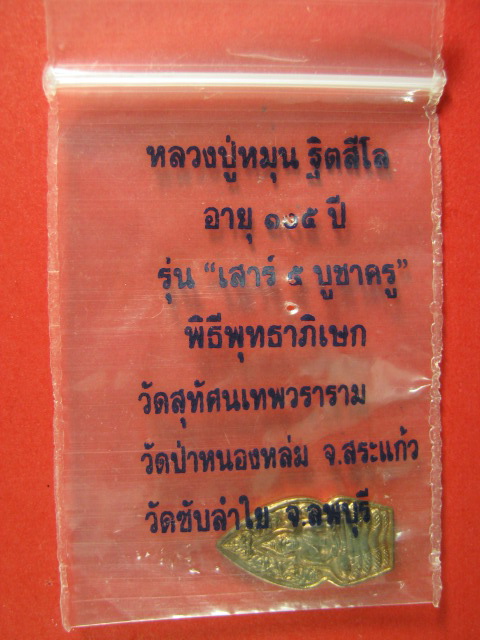 หลวงปู่หมุน ฐิตสีโล
อายุ ๑๐๕ ปี
รุ่น “เสาร์ ๕ บูชาครู”
พิธีพุทธาภิเษก
วัดสุทัศนเทพวราราม
วัดป่าหนองหล่ม จ.สระแก้ว
วัดซับลำใย จ.ลพบุรี